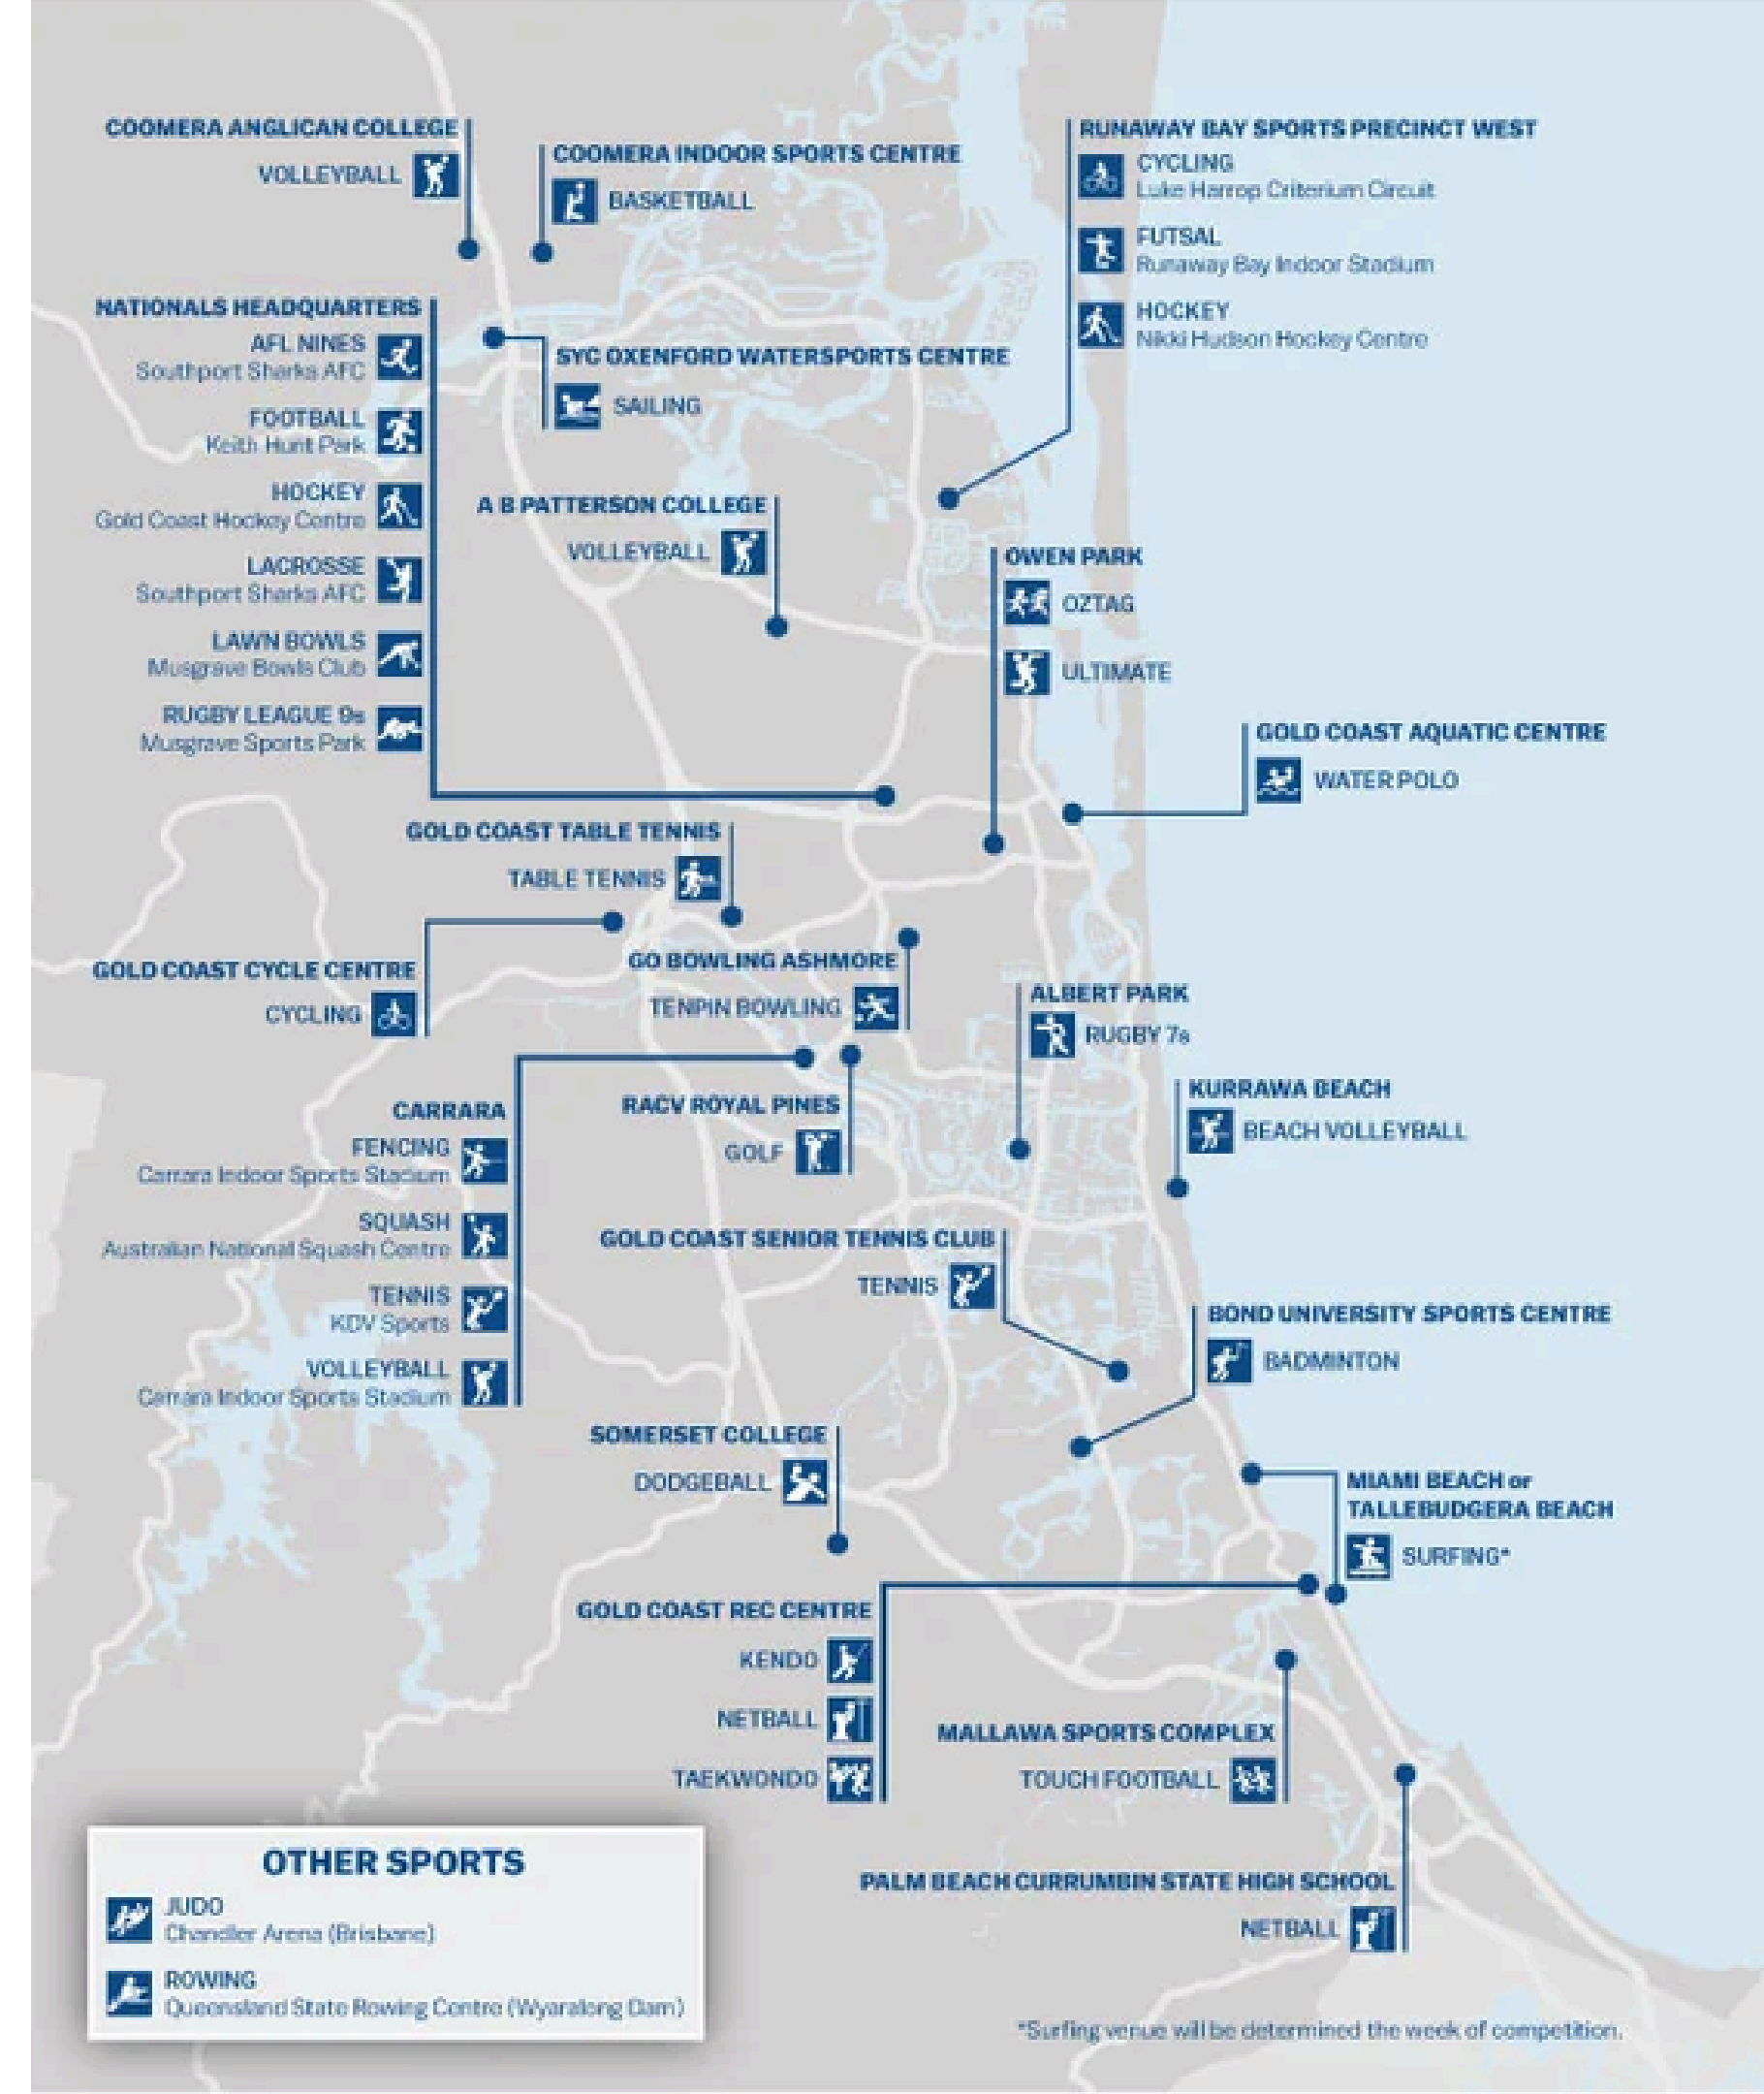 COOMERA ANGLICAN COLLEGE
VOLLEYBALL
COOMERA INDOOR SPORTS CENTRE
BASKETBALL
RUNAWAY BAY SPORTS PRECINCT WEST
CYCLING
Luke Harrop Criterium Circuit
FUTSAL
Runaway Bay Indoor Stadium
HOCKEY
Nikki Hudson Hockey Centre
NATIONALS HEADQUARTERS
AFL NINES
Southport Sharks AFC
FOOTBALL
Keith Hunt Park
HOCKEY
Gold Coast Hockey Centre
LACROSSE
Southport Sharks AFC
LAWN BOWLS
Musgrave Bowls Club
RUGBY LEAGUE 9s
Musgrave Sports Park
SYC OXENFORD WATERSPORTS CENTRE
SAILING
A B PATTERSON COLLEGE
VOLLEYBALL
OWEN PARK
OZTAG
ULTIMATE
GOLD COAST AQUATIC CENTRE
WATER POLO
GOLD COAST TABLE TENNIS
TABLE TENNIS
GOLD COAST CYCLE CENTRE
CYCLING
GO BOWLING ASHMORE
TENPIN BOWLING
ALBERT PARK
RUGBY 7s
KURRAWA BEACH
BEACH VOLLEYBALL
CARRARA
FENCING
Carrara Indoor Sports Stadium
SQUASH
Australian National Squash Centre
TENNIS
KDV Sports
VOLLEYBALL
Carrara Indoor Sports Stadium
RACV ROYAL PINES
GOLF
GOLD COAST SENIOR TENNIS CLUB
TENNIS
BOND UNIVERSITY SPORTS CENTRE
BADMINTON
SOMERSET COLLEGE
DODGEBALL
MIAMI BEACH or
TALLEBUDGERA BEACH
SURFING*
GOLD COAST REC CENTRE
KENDO
NETBALL
TAEKWONDO
MALLAWA SPORTS COMPLEX
TOUCH FOOTBALL
PALM BEACH CURRUMBIN STATE HIGH SCHOOL
NETBALL
OTHER SPORTS
JUDO
Chandler Arena (Brisbane)
ROWING
Queensland State Rowing Centre (Wyaralong Dam)
*Surfing venue will be determined the week of competition.